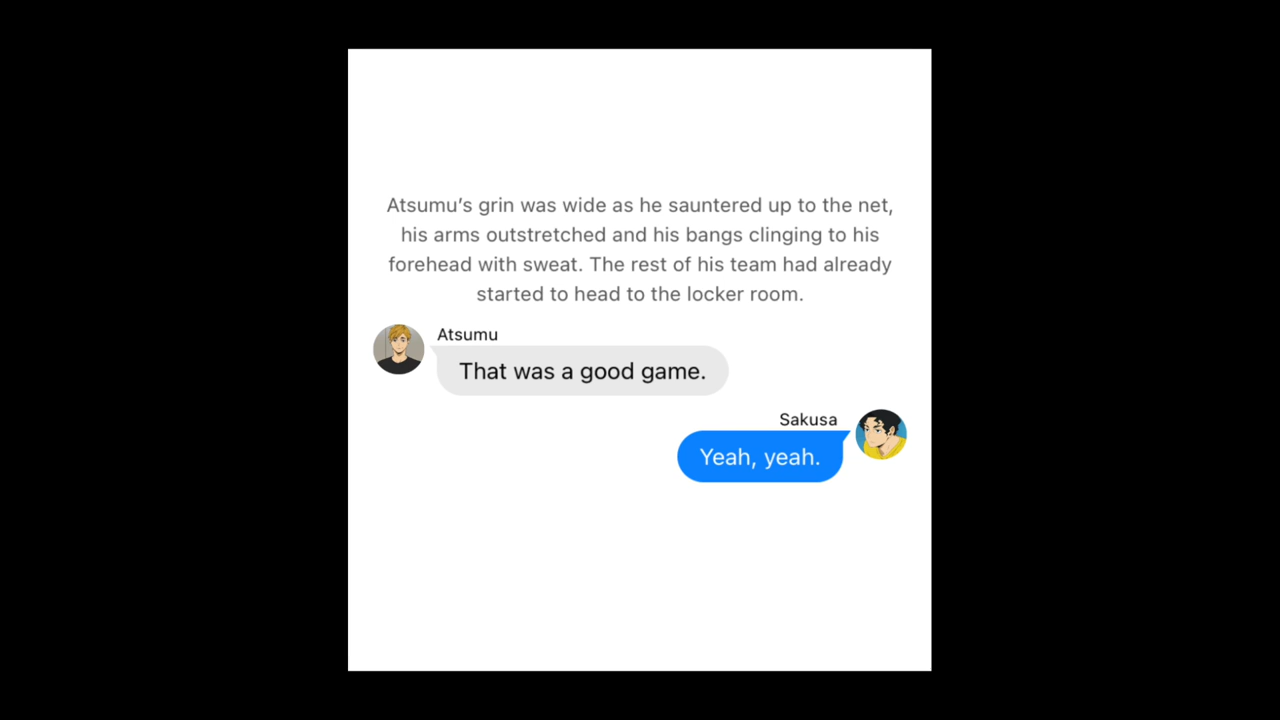 Atsumu’s grin was wide as he sauntered up to the net,
his arms outstretched and his bangs clinging to his
forehead with sweat. The rest of his team had already
started to head to the locker room.
Atsumu
That was a good game.
Sakusa
Yeah, yeah.